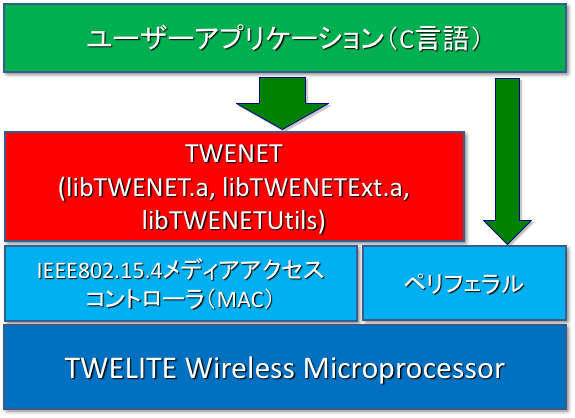 ユーザーアプリケーション（C言語）
TWENET
(libTWENET.a, libTWENETExt.a,
libTWENETUtils)
IEEE802.15.4メディアアクセス
コントローラ（MAC）
ペリフェラル
TWELITE Wireless Microprocessor